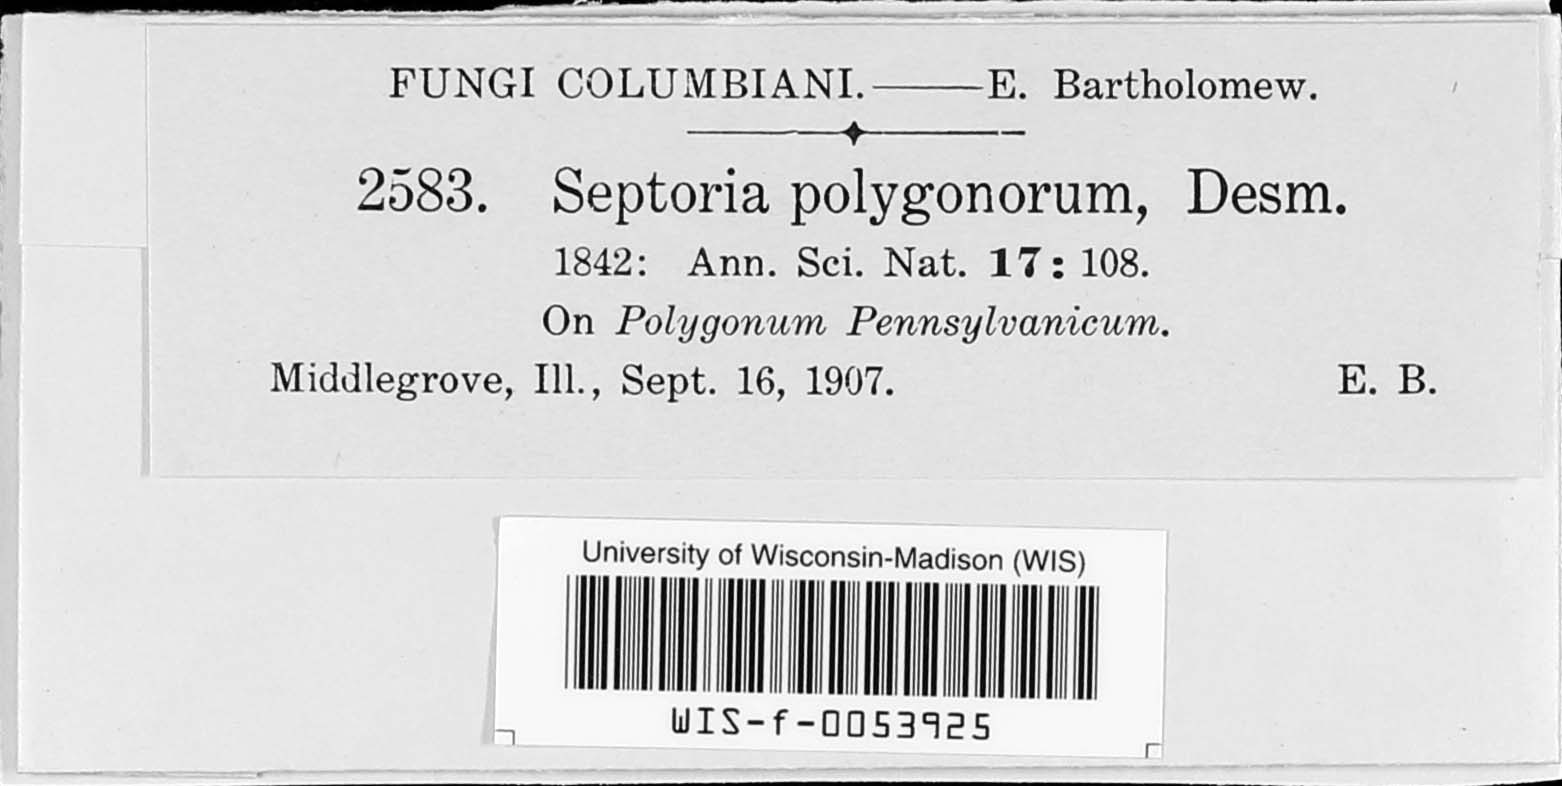 FUNGI COLUMBIANI.——E. Bartholomew.
2583. Septoria polygonorum, Desm.
1842: Ann. Sci. Nat. 17: 108.
On Polygonum Pennsylvanicum.
Middlegrove, Ill., Sept. 16, 1907. E. B.
University of Wisconsin-Madison (WIS)
WIS-f-0053925